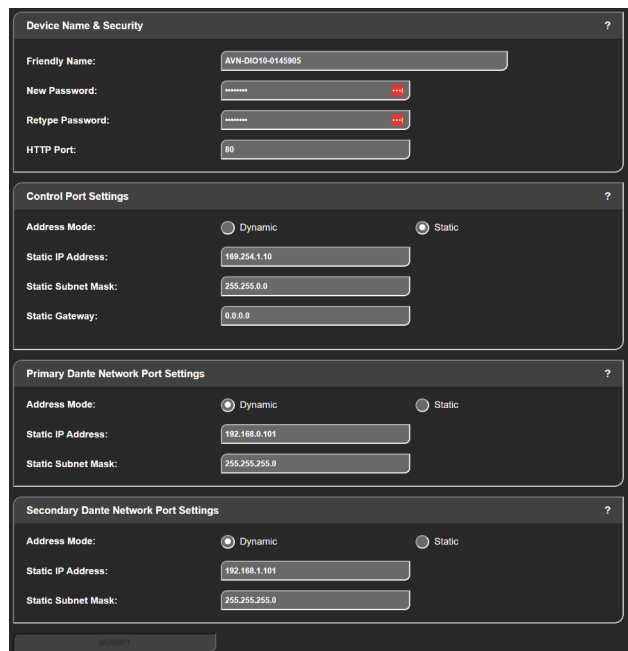 Device Name & Security ?
Friendly Name: AVN-DIO10-0145905
New Password: ••••••••
Retype Password: ••••••••
HTTP Port: 80
Control Port Settings ?
Address Mode: Dynamic Static
Static IP Address: 169.254.1.10
Static Subnet Mask: 255.255.0.0
Static Gateway: 0.0.0.0
Primary Dante Network Port Settings ?
Address Mode: Dynamic Static
Static IP Address: 192.168.0.101
Static Subnet Mask: 255.255.255.0
Secondary Dante Network Port Settings ?
Address Mode: Dynamic Static
Static IP Address: 192.168.1.101
Static Subnet Mask: 255.255.255.0
SUBMIT